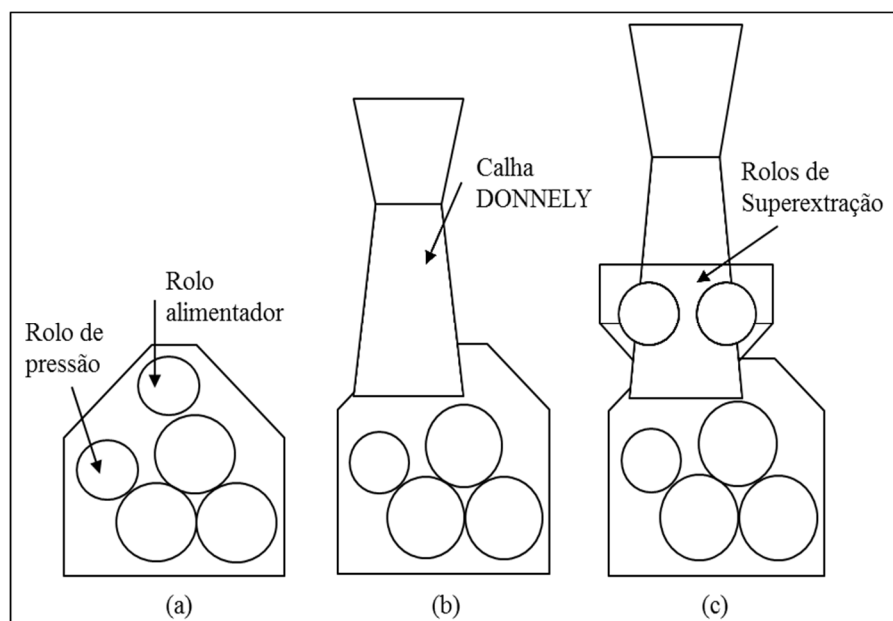 Calha
DONNELY
Rolos de
Superextração
Rolo
alimentador
Rolo de
pressão
(a)
(b)
(c)